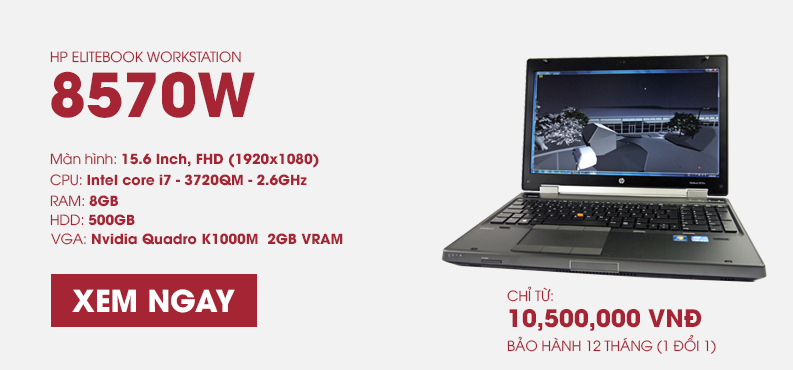 HP ELITEBOOK WORKSTATION
8570W
Màn hình: 15.6 Inch, FHD (1920x1080)
CPU: Intel core i7 - 3720QM - 2.6GHz
RAM: 8GB
HDD: 500GB
VGA: Nvidia Quadro K1000M 2GB VRAM
XEM NGAY
CHỈ TỪ:
10,500,000 VNĐ
BẢO HÀNH 12 THÁNG (1 ĐỔI 1)